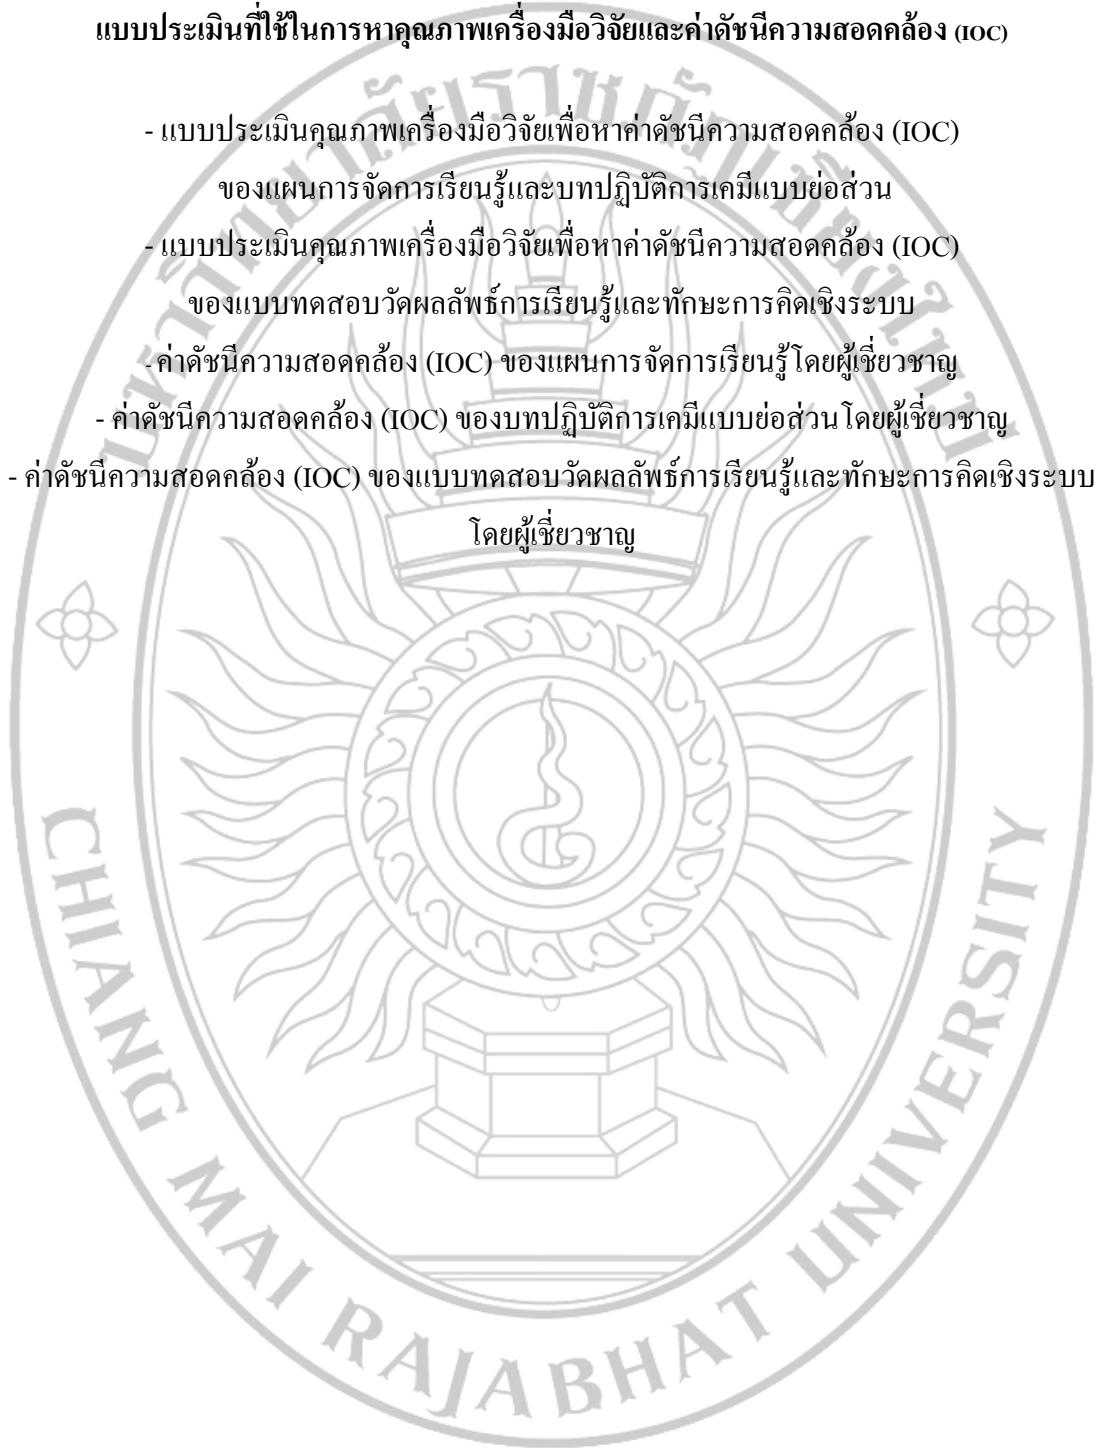 แบบประเมินที่ใช้ในการหาคุณภาพเครื่องมือวิจัยและค่าดัชนีความสอดคล้อง (IOC)
- แบบประเมินคุณภาพเครื่องมือวิจัยเพื่อหาค่าดัชนีความสอดคล้อง (IOC)
ของแผนการจัดการเรียนรู้และบทปฏิบัติการเคมีแบบย่อส่วน
- แบบประเมินคุณภาพเครื่องมือวิจัยเพื่อหาค่าดัชนีความสอดคล้อง (IOC)
ของแบบทดสอบวัดผลลัพธ์การเรียนรู้และทักษะการคิดเชิงระบบ
- ค่าดัชนีความสอดคล้อง (IOC) ของแผนการจัดการเรียนรู้ โดยผู้เชี่ยวชาญ
- ค่าดัชนีความสอดคล้อง (IOC) ของบทปฏิบัติการเคมีแบบย่อส่วน โดยผู้เชี่ยวชาญ
- ค่าดัชนีความสอดคล้อง (IOC) ของแบบทดสอบวัดผลลัพธ์การเรียนรู้และทักษะการคิดเชิงระบบ
โดยผู้เชี่ยวชาญ
มหาวิทยาลัยราชภัฏเชียงใหม่
CHIANG MAI RAJABHAT UNIVERSITY